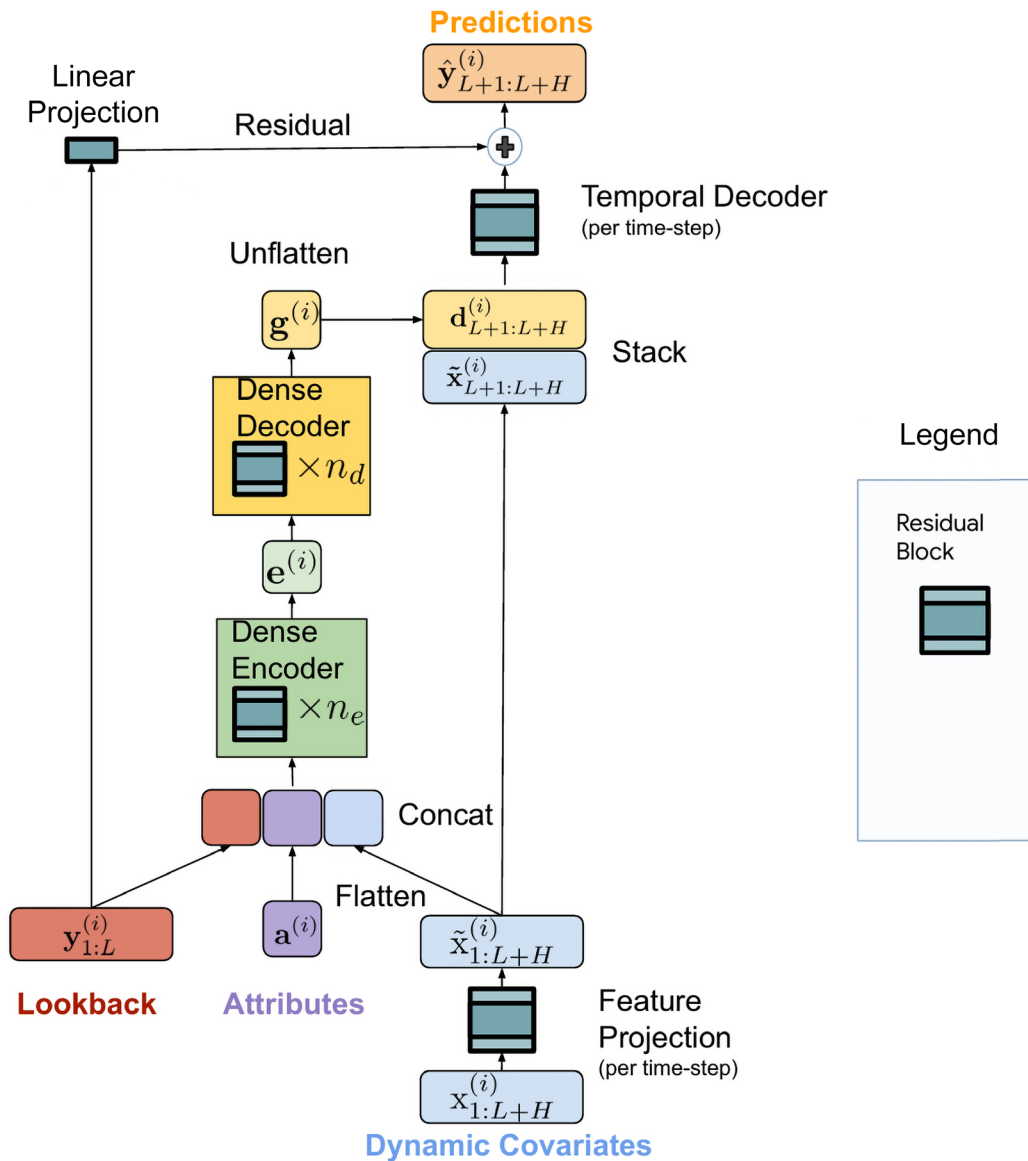 Predictions
ŷ^{(i)}_{L+1:L+H}
Linear
Projection
Residual
Temporal Decoder
(per time-step)
Unflatten
g^{(i)}
d^{(i)}_{L+1:L+H}
x̃^{(i)}_{L+1:L+H}
Stack
Dense
Decoder
×n_d
Legend
Residual
Block
e^{(i)}
Dense
Encoder
×n_e
Concat
Flatten
y^{(i)}_{1:L}
a^{(i)}
x̃^{(i)}_{1:L+H}
Lookback
Attributes
Feature
Projection
(per time-step)
x^{(i)}_{1:L+H}
Dynamic Covariates